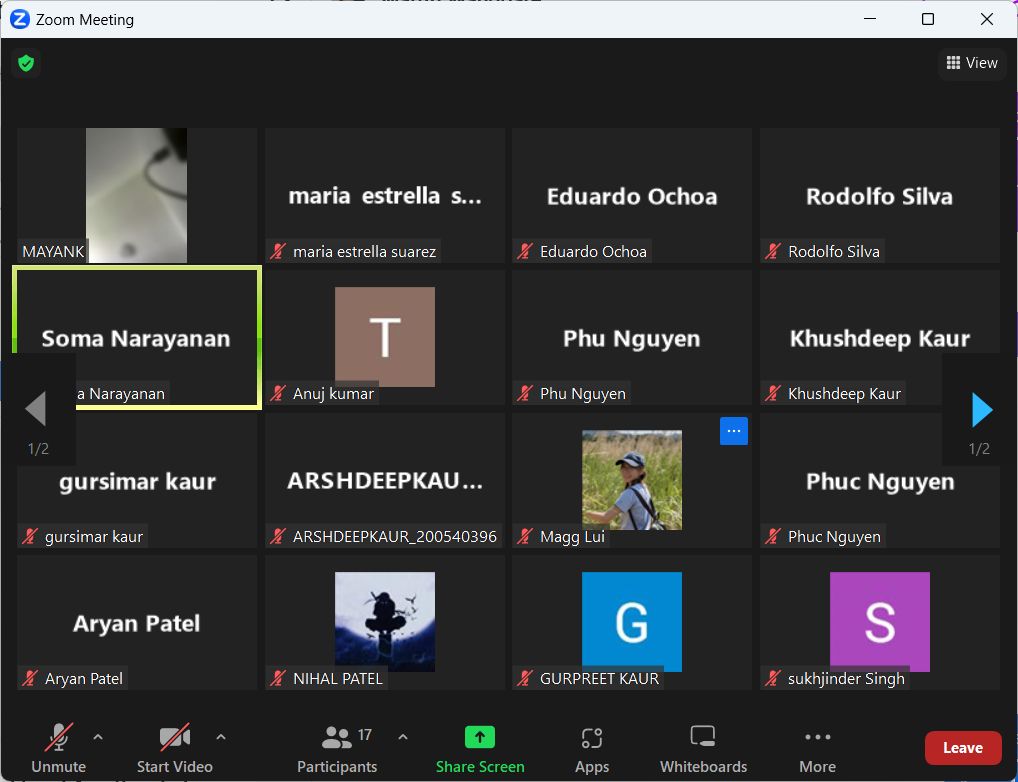 Zoom Meeting
View
MAYANK
maria estrella s...
maria estrella suarez
Eduardo Ochoa
Eduardo Ochoa
Rodolfo Silva
Rodolfo Silva
Soma Narayanan
a Narayanan
T
Anuj kumar
Phu Nguyen
Phu Nguyen
Khushdeep Kaur
Khushdeep Kaur
1/2
1/2
gursimar kaur
gursimar kaur
ARSHDEEPKAU...
ARSHDEEPKAUR_200540396
Magg Lui
Phuc Nguyen
Phuc Nguyen
Aryan Patel
Aryan Patel
NIHAL PATEL
G
GURPREET KAUR
S
sukhjinder Singh
Unmute
Start Video
17
Participants
Share Screen
Apps
Whiteboards
More
Leave